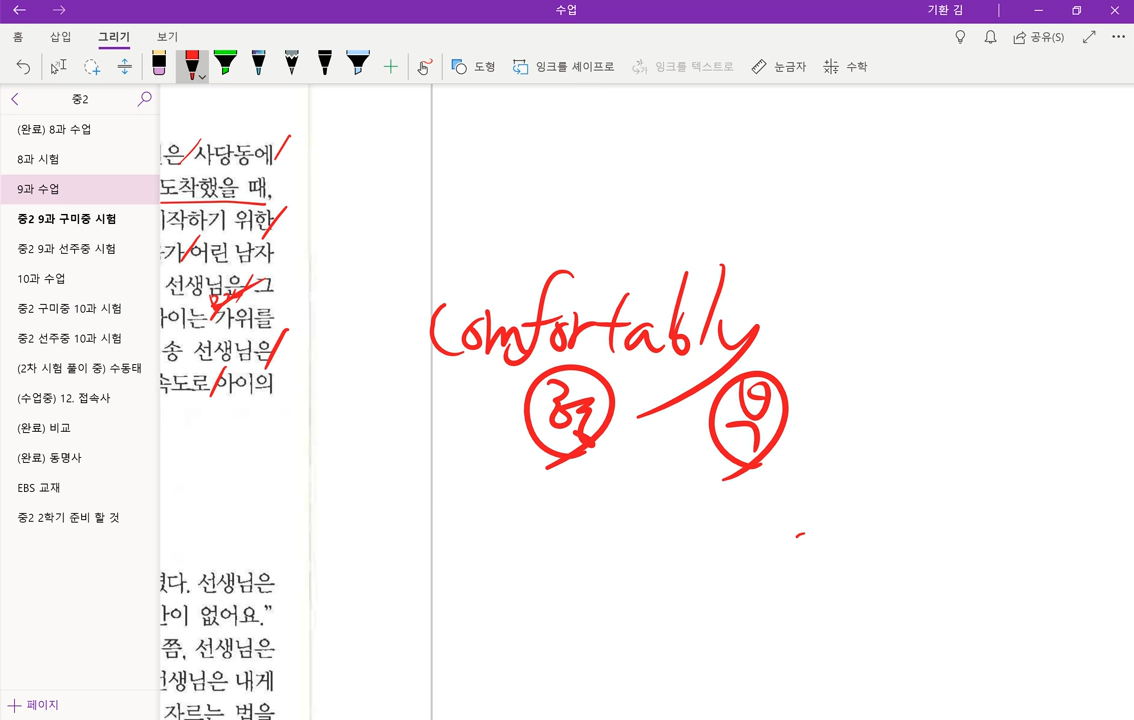 수업
기환 김
홈 삽입 그리기 보기
공유(S)
도형 잉크를 셰이프로 잉크를 텍스트로 눈금자 수학
중2
(완료) 8과 수업
8과 시험
9과 수업
중2 9과 구미중 시험
중2 9과 선주중 시험
10과 수업
중2 구미중 10과 시험
중2 선주중 10과 시험
(2차 시험 풀이 중) 수동태
(수업중) 12. 접속사
(완료) 비교
(완료) 동명사
EBS 교재
중2 2학기 준비 할 것
페이지
은 사당동에
도착했을 때,
작하기 위한
가 어린 남자
선생님은 그
아이는 가위를
송 선생님은
속도로 아이의
였다. 선생님은
간이 없어요.”
쯤, 선생님은
선생님은 내게
자르는 법을
comfortably